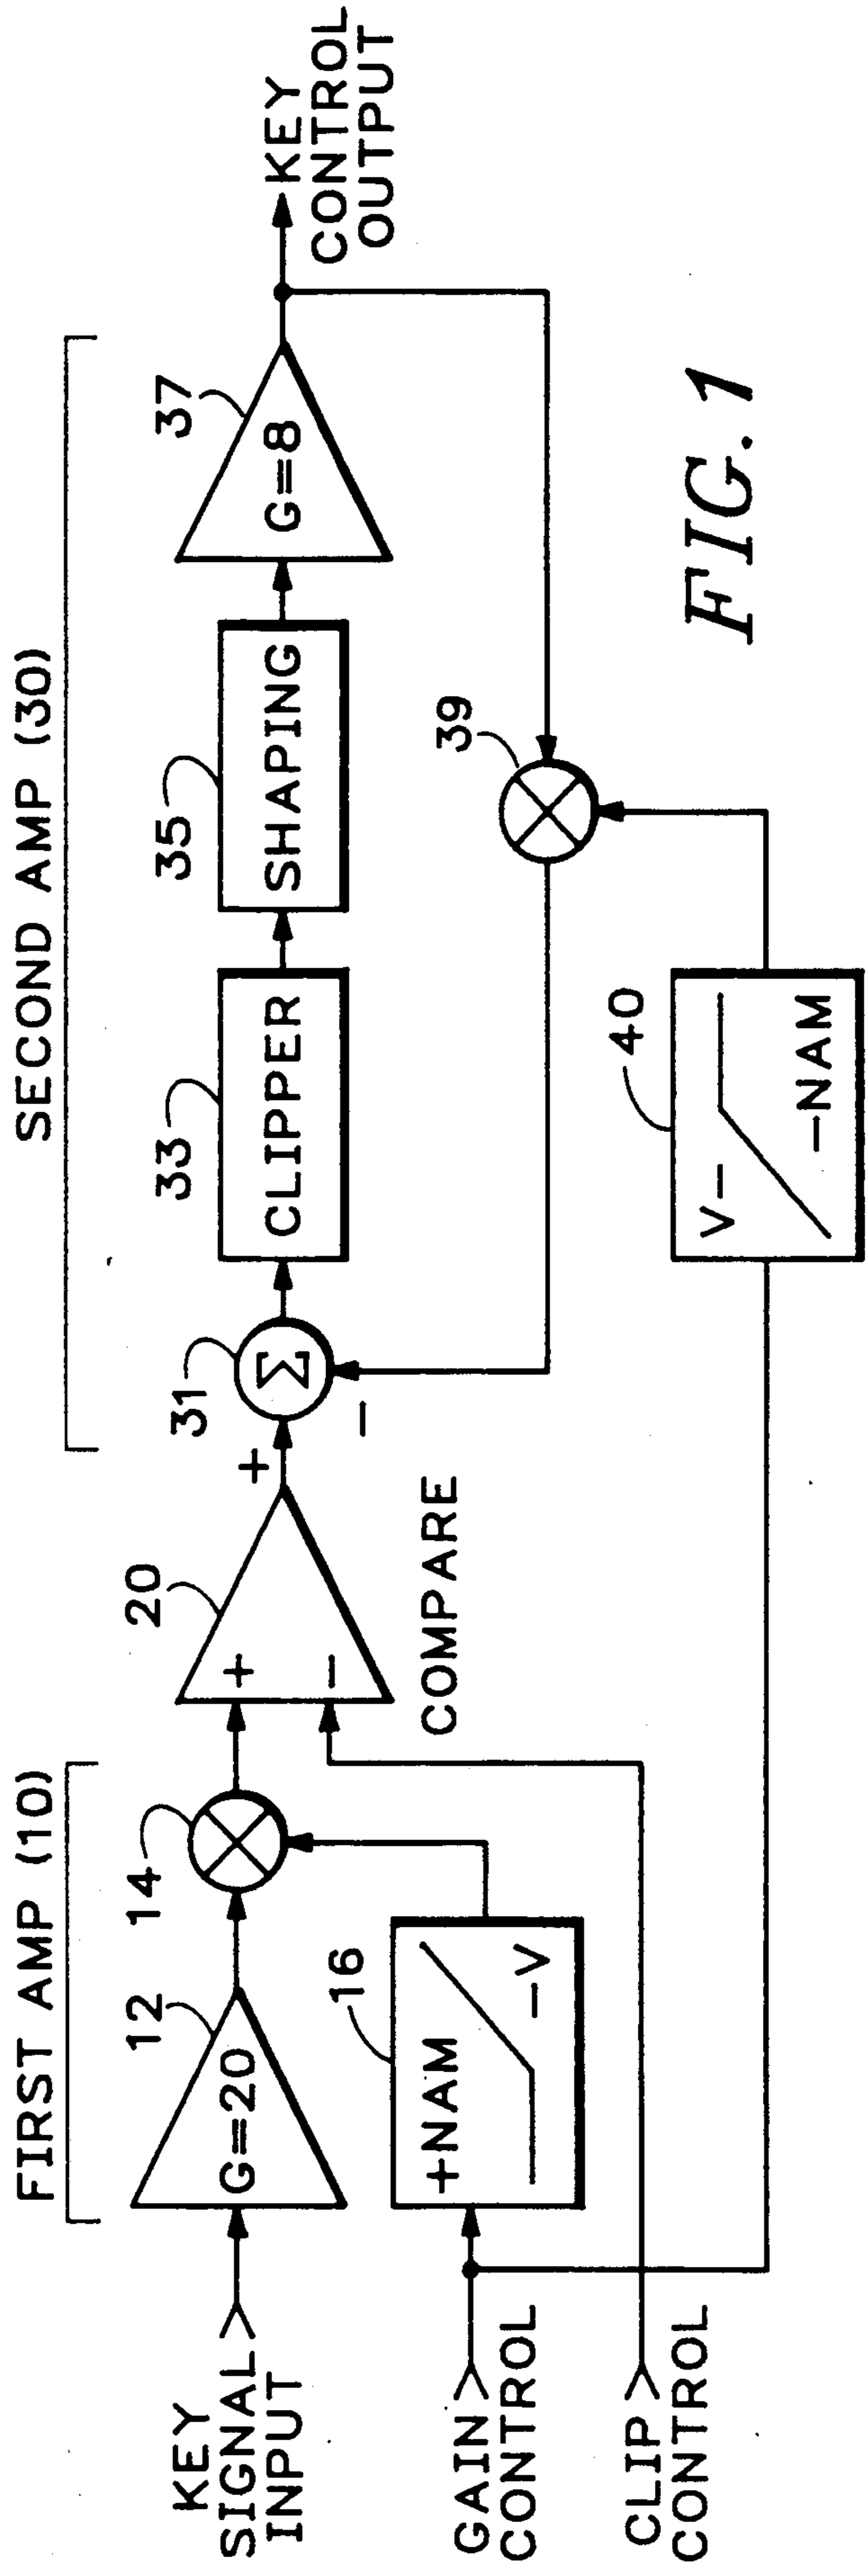 FIRST AMP (10)
SECOND AMP (30)
KEY
SIGNAL
INPUT
12
G=20
14
20
+
−
COMPARE
+
31
Σ
−
33
CLIPPER
35
SHAPING
37
G=8
KEY
CONTROL
OUTPUT
16
+NAM
−V
39
40
V−
−NAM
GAIN
CONTROL
CLIP
CONTROL
FIG. 1